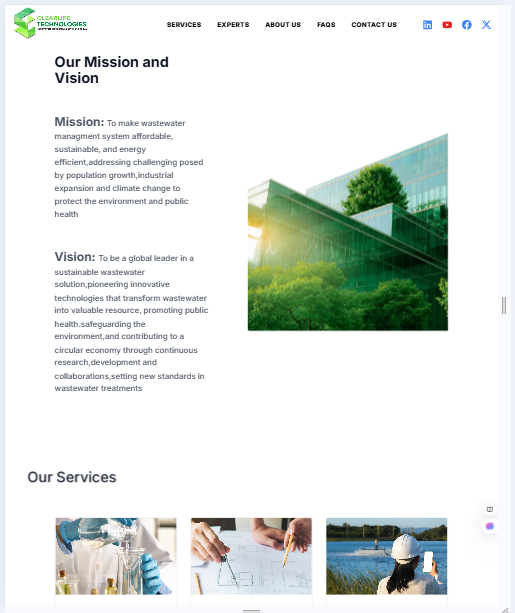 CLEARLIFE
TECHNOLOGIES
SERVICES EXPERTS ABOUT US FAQS CONTACT US
Our Mission and
Vision
Mission: To make wastewater
managment system affordable,
sustainable, and energy
efficient,addressing challenging posed
by population growth,industrial
expansion and climate change to
protect the environment and public
health
Vision: To be a global leader in a
sustainable wastewater
solution,pioneering innovative
technologies that transform wastewater
into valuable resource, promoting public
health.safeguarding the
environment,and contributing to a
circular economy through continuous
research,development and
collaborations,setting new standards in
wastewater treatments
Our Services